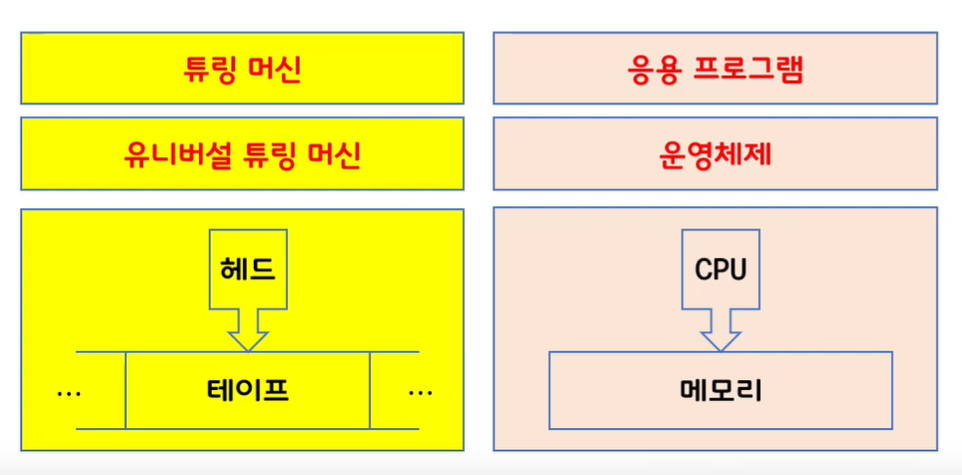 튜링 머신
유니버설 튜링 머신
헤드
... 테이프 ...
응용 프로그램
운영체제
CPU
메모리